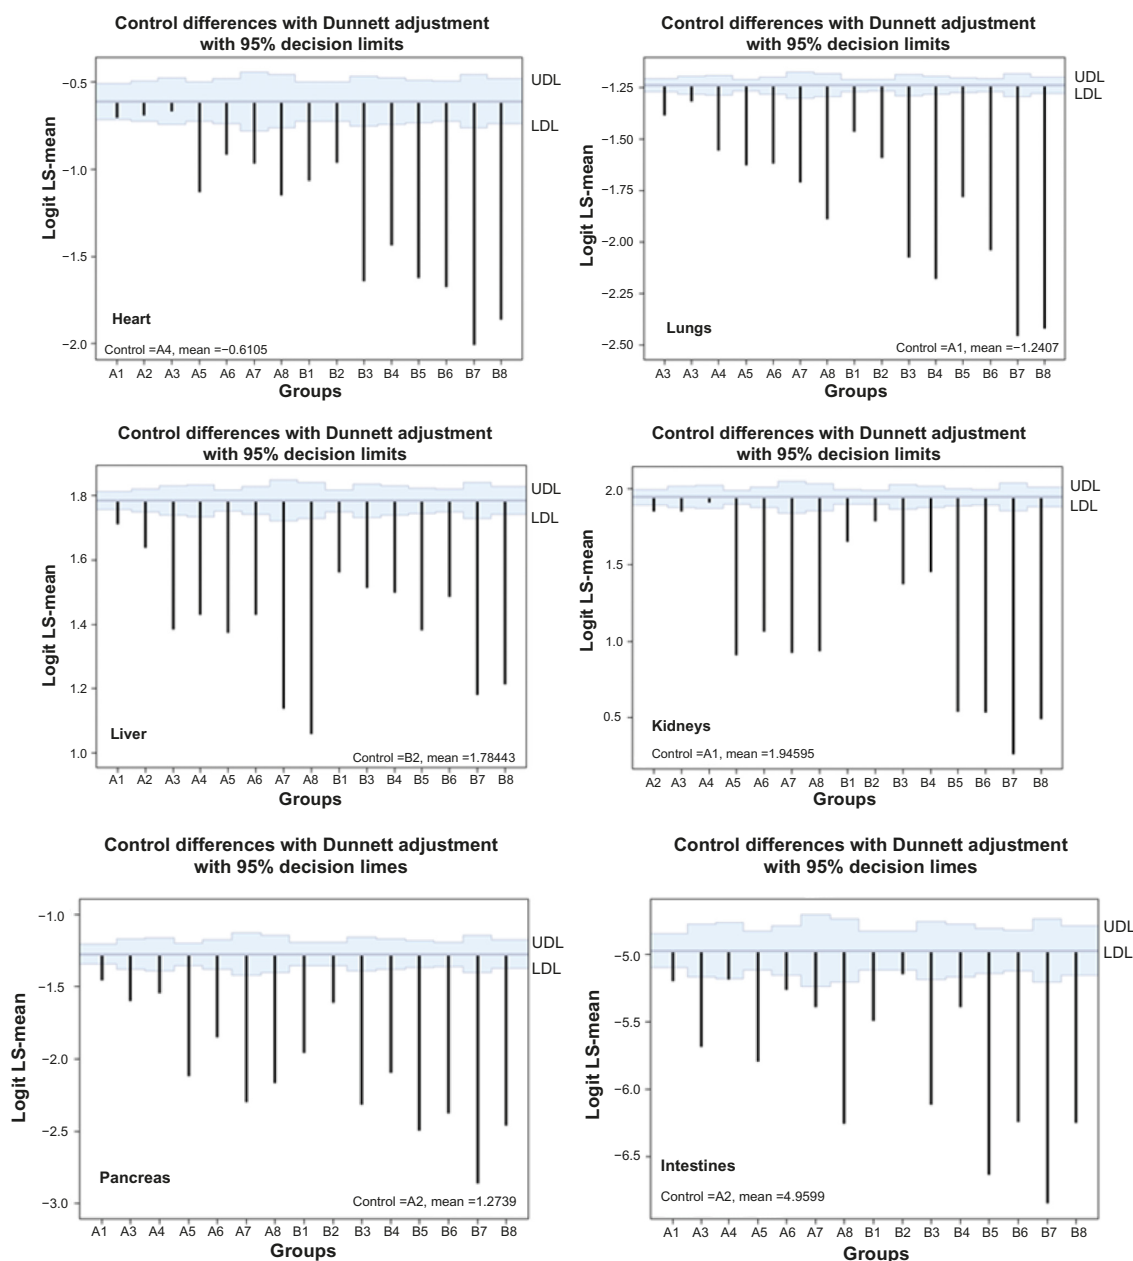 Control differences with Dunnett adjustment
with 95% decision limits
Logit LS-mean
−0.5
−1.0
−1.5
−2.0
UDL
LDL
Heart
Control =A4, mean =−0.6105
A1 A2 A3 A5 A6 A7 A8 B1 B2 B3 B4 B5 B6 B7 B8
Groups
Control differences with Dunnett adjustment
with 95% decision limits
Logit LS-mean
−1.25
−1.50
−1.75
−2.00
−2.25
−2.50
UDL
LDL
Lungs
Control =A1, mean =−1.2407
A3 A3 A4 A5 A6 A7 A8 B1 B2 B3 B4 B5 B6 B7 B8
Groups
Control differences with Dunnett adjustment
with 95% decision limits
Logit LS-mean
1.8
1.6
1.4
1.2
1.0
UDL
LDL
Liver
Control =B2, mean =1.78443
A1 A2 A3 A4 A5 A6 A7 A8 B1 B3 B4 B5 B6 B7 B8
Groups
Control differences with Dunnett adjustment
with 95% decision limits
Logit LS-mean
2.0
1.5
1.0
0.5
UDL
LDL
Kidneys
Control =A1, mean =1.94595
A2 A3 A4 A5 A6 A7 A8 B1 B2 B3 B4 B5 B6 B7 B8
Groups
Control differences with Dunnett adjustment
with 95% decision limes
Logit LS-mean
−1.0
−1.5
−2.0
−2.5
−3.0
UDL
LDL
Pancreas
Control =A2, mean =1.2739
A1 A3 A4 A5 A6 A7 A8 B1 B2 B3 B4 B5 B6 B7 B8
Groups
Control differences with Dunnett adjustment
with 95% decision limes
Logit LS-mean
−5.0
−5.5
−6.0
−6.5
UDL
LDL
Intestines
Control =A2, mean =4.9599
A1 A3 A4 A5 A6 A7 A8 B1 B2 B3 B4 B5 B6 B7 B8
Groups